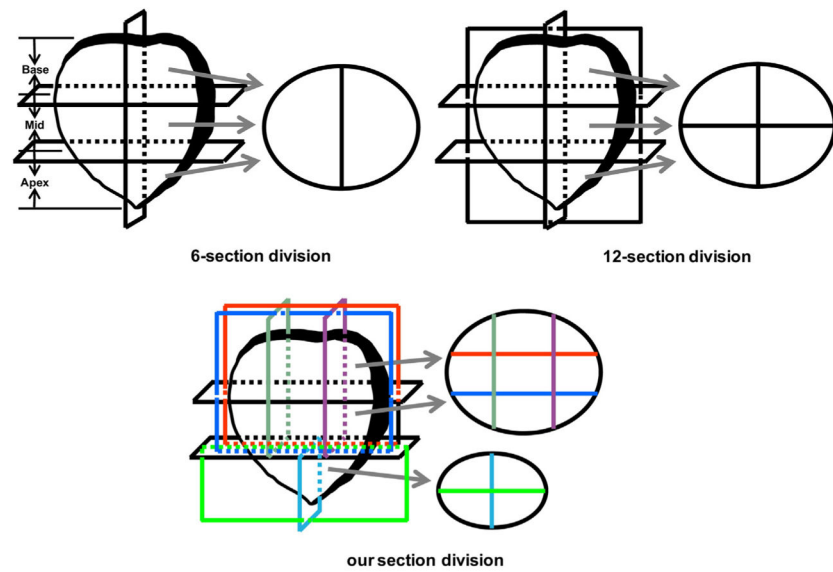 Base
Mid
Apex
6-section division
12-section division
our section division